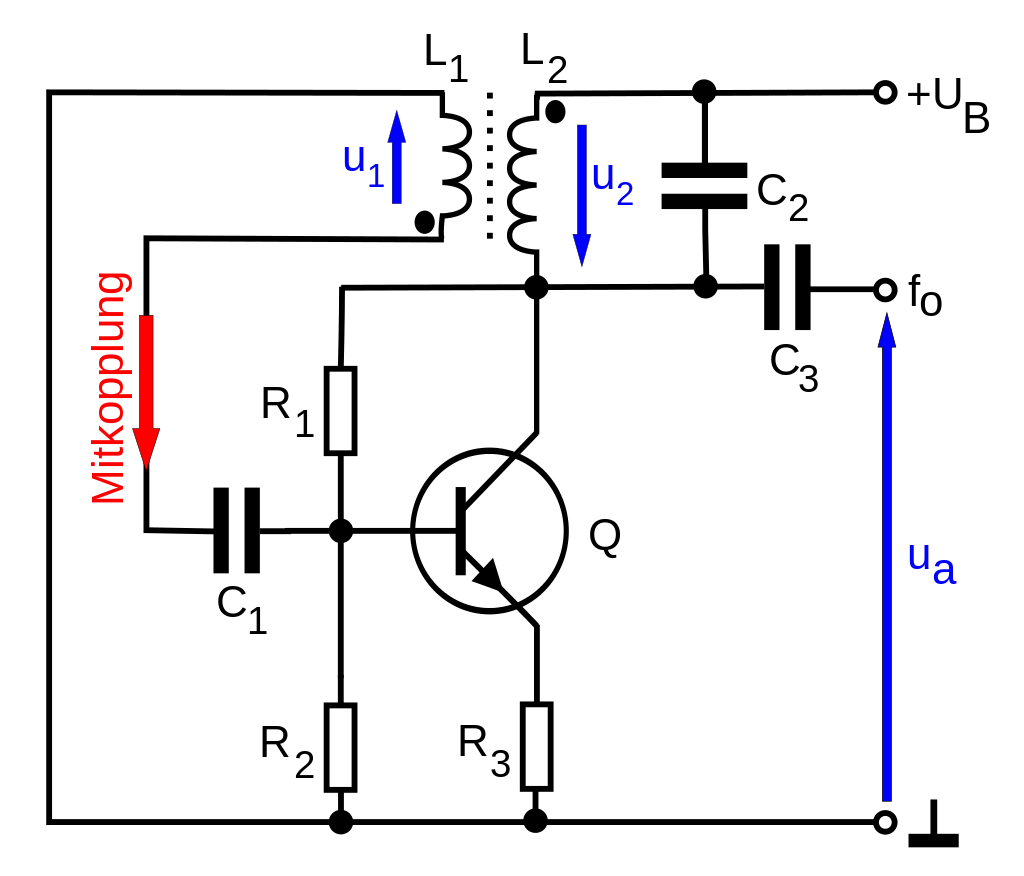 L1 L2
+UB
u1 u2
C2
fo
C3
Mitkopplung
R1
Q
ua
C1
R2 R3